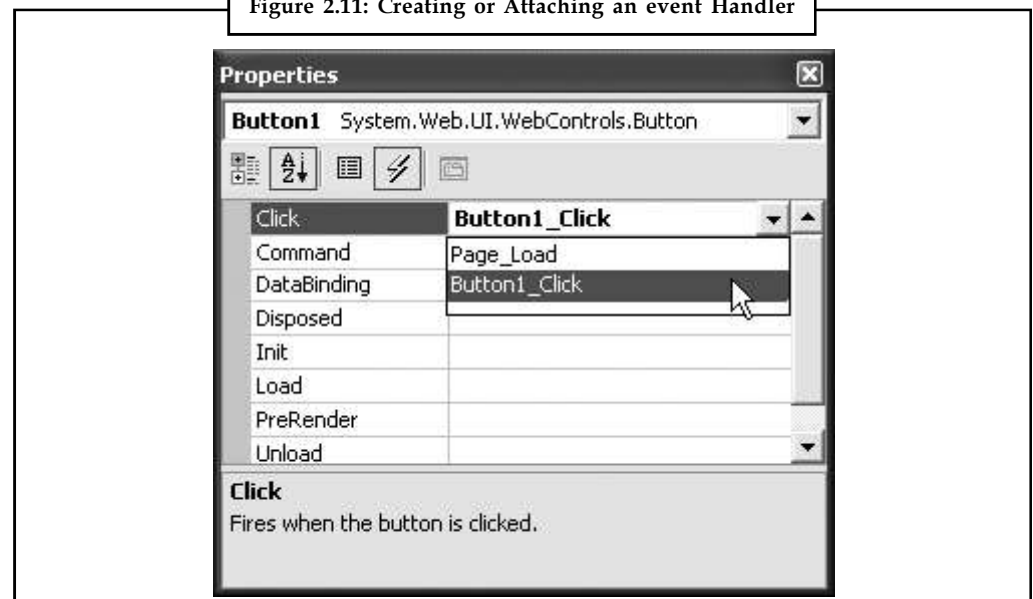 Figure 2.11: Creating or Attaching an event Handler
Properties
Button1 System.Web.UI.WebControls.Button
Click Button1_Click
Command Page_Load
DataBinding Button1_Click
Disposed
Init
Load
PreRender
Unload
Click
Fires when the button is clicked.